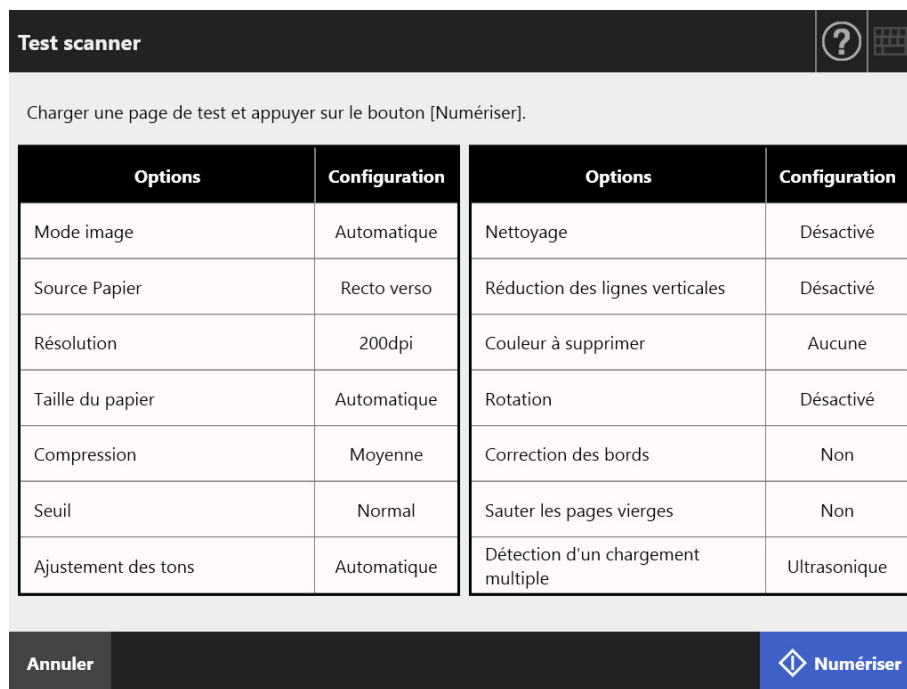 Test scanner
?
Charger une page de test et appuyer sur le bouton [Numériser].
Options Configuration Options Configuration
Mode image Automatique Nettoyage Désactivé
Source Papier Recto verso Réduction des lignes verticales Désactivé
Résolution 200dpi Couleur à supprimer Aucune
Taille du papier Automatique Rotation Désactivé
Compression Moyenne Correction des bords Non
Seuil Normal Sauter les pages vierges Non
Ajustement des tons Automatique Détection d'un chargement
multiple Ultrasonique
Annuler Numériser